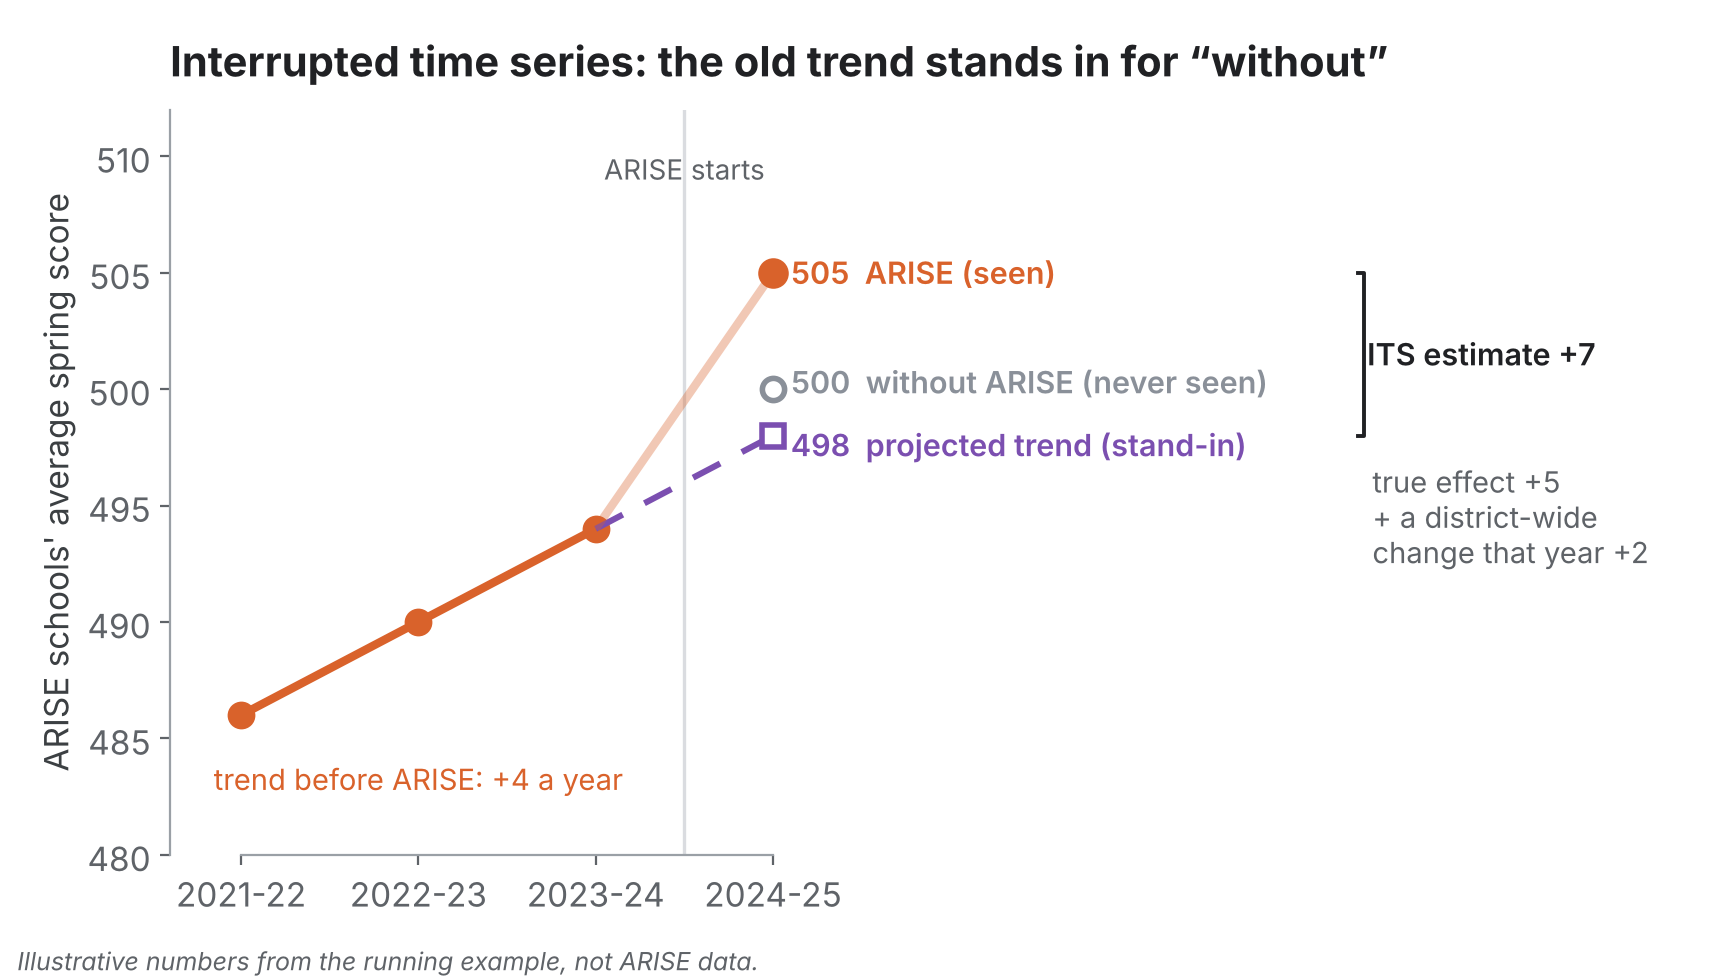 Interrupted time series: the old trend stands in for “without”
ARISE schools' average spring score
510
505
500
495
490
485
480
ARISE starts
505 ARISE (seen)
500 without ARISE (never seen)
498 projected trend (stand-in)
ITS estimate +7
true effect +5
+ a district-wide
change that year +2
trend before ARISE: +4 a year
2021-22
2022-23
2023-24
2024-25
Illustrative numbers from the running example, not ARISE data.